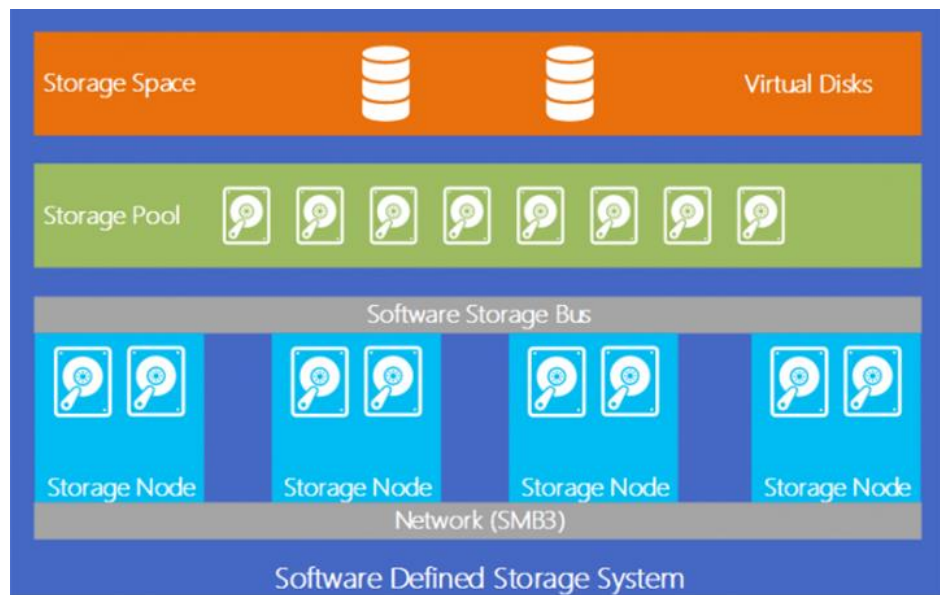 Storage Space
Virtual Disks
Storage Pool
Software Storage Bus
Storage Node
Storage Node
Storage Node
Storage Node
Network (SMB3)
Software Defined Storage System